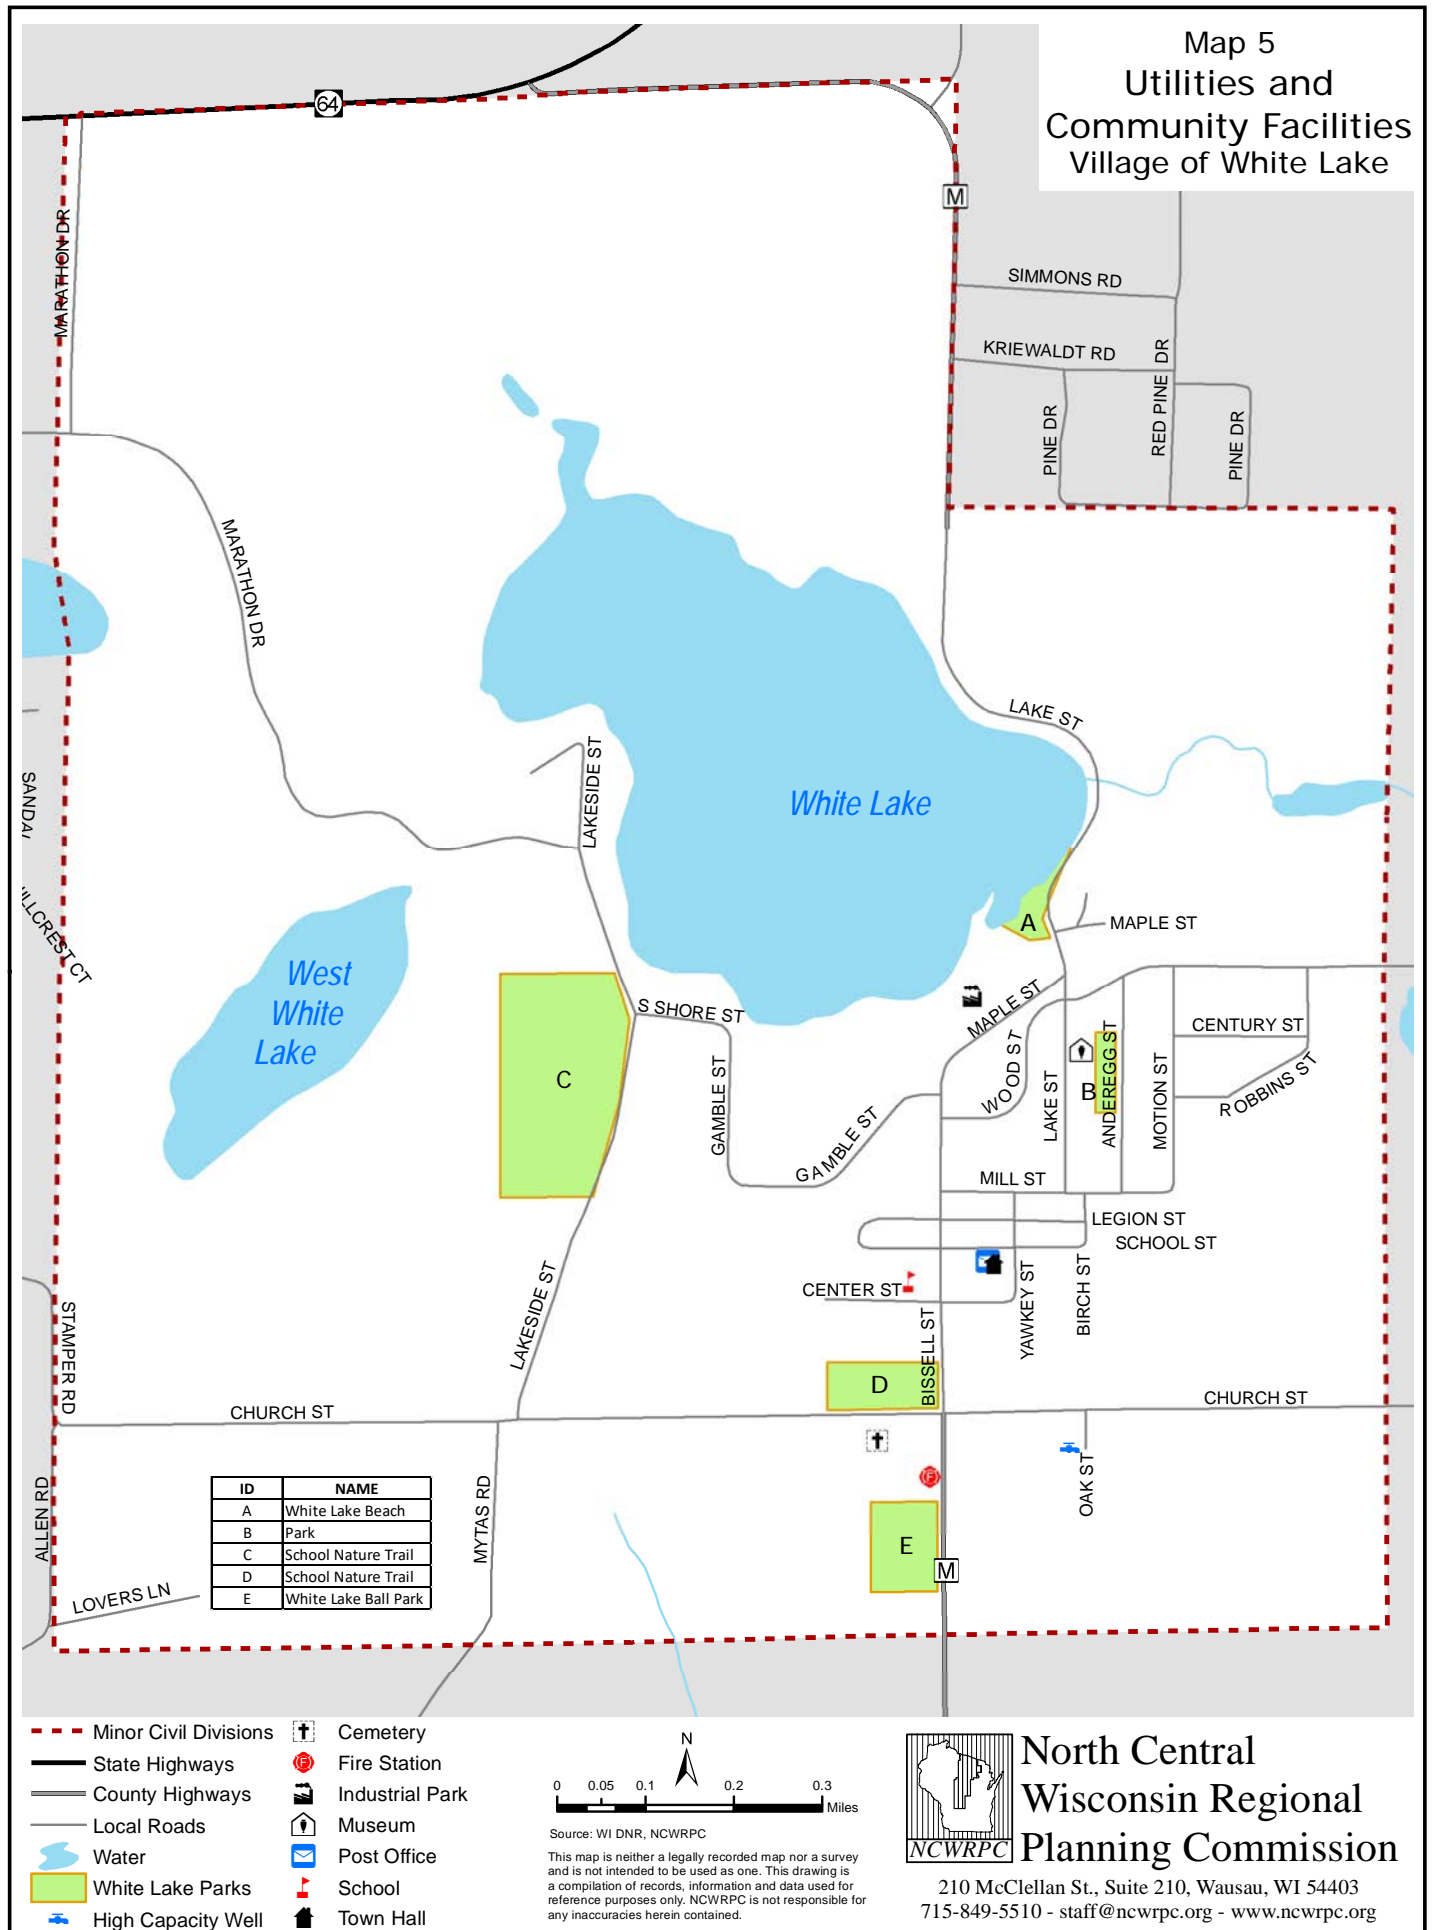 Map 5
Utilities and
Community Facilities
Village of White Lake
64
M
MARATHON DR
SIMMONS RD
KRIEWALDT RD
PINE DR
RED PINE DR
PINE DR
MARATHON DR
LAKE ST
LAKESIDE ST
White Lake
SANDAL
HILLCREST CT
West
White
Lake
A
MAPLE ST
S SHORE ST
MAPLE ST
WOOD ST
CENTURY ST
ROBBINS ST
C
GAMBLE ST
GAMBLE ST
LAKE ST
B
ANDEREGG ST
MOTION ST
MILL ST
LEGION ST
SCHOOL ST
CENTER ST
YAWKEY ST
BIRCH ST
LAKESIDE ST
STAMPER RD
BISSELL ST
D
CHURCH ST
CHURCH ST
F
OAK ST
ALLEN RD
MYTAS RD
E
M
LOVERS LN
ID NAME
A White Lake Beach
B Park
C School Nature Trail
D School Nature Trail
E White Lake Ball Park
Minor Civil Divisions
State Highways
County Highways
Local Roads
Water
White Lake Parks
High Capacity Well
Cemetery
F Fire Station
Industrial Park
Museum
Post Office
School
Town Hall
N
0 0.05 0.1 0.2 0.3
Miles
Source: WI DNR, NCWRPC
This map is neither a legally recorded map nor a survey
and is not intended to be used as one. This drawing is
a compilation of records, information and data used for
reference purposes only. NCWRPC is not responsible for
any inaccuracies herein contained.
NCWRPC
North Central
Wisconsin Regional
Planning Commission
210 McClellan St., Suite 210, Wausau, WI 54403
715-849-5510 - staff@ncwrpc.org - www.ncwrpc.org